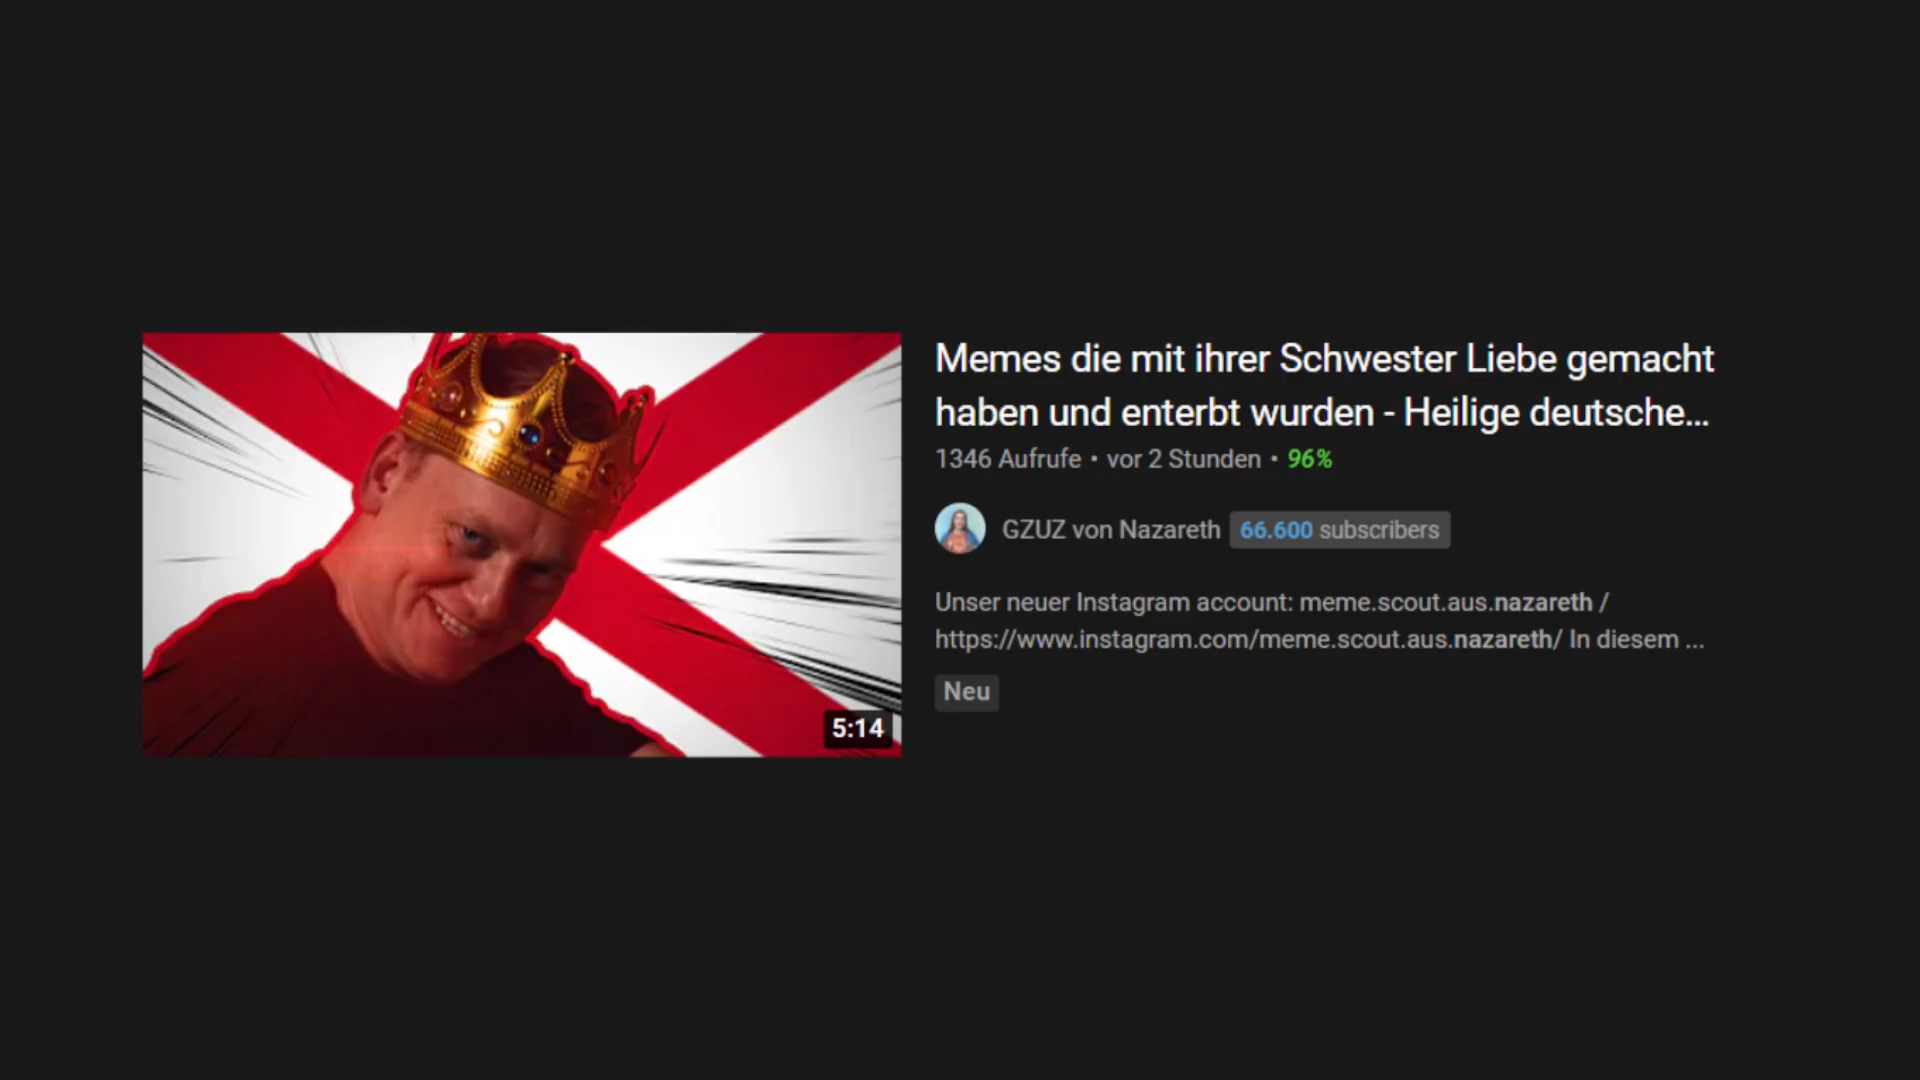 5:14
Memes die mit ihrer Schwester Liebe gemacht
haben und enterbt wurden - Heilige deutsche...
1346 Aufrufe • vor 2 Stunden • 96%
GZUZ von Nazareth 66.600 subscribers
Unser neuer Instagram account: meme.scout.aus.nazareth /
https://www.instagram.com/meme.scout.aus.nazareth/ In diesem ...
Neu